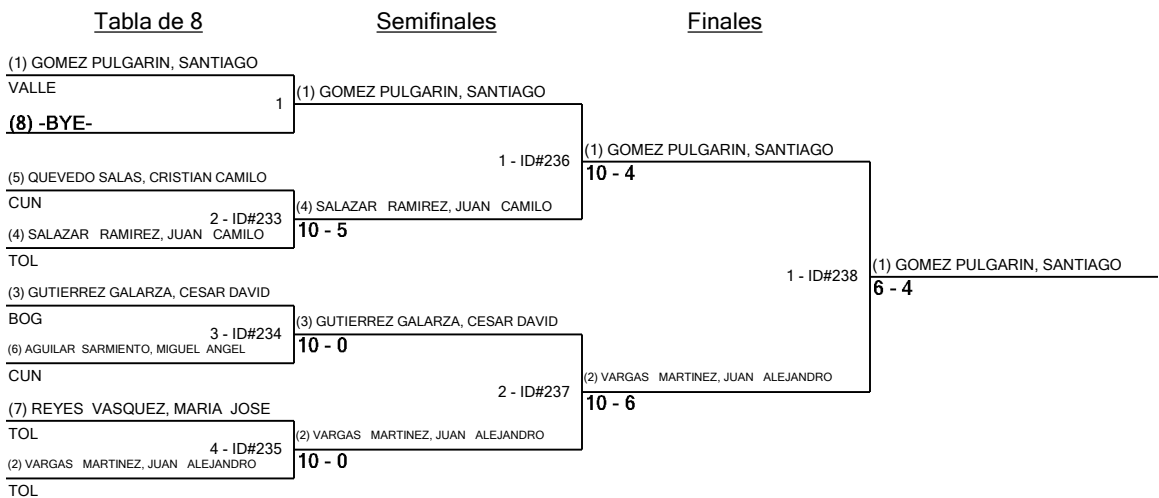 Tabla de 8
Semifinales
Finales
(1) GOMEZ PULGARIN, SANTIAGO
VALLE
1
(8) -BYE-
(5) QUEVEDO SALAS, CRISTIAN CAMILO
CUN
2 - ID#233
(4) SALAZAR RAMIREZ, JUAN CAMILO
TOL
(3) GUTIERREZ GALARZA, CESAR DAVID
BOG
3 - ID#234
(6) AGUILAR SARMIENTO, MIGUEL ANGEL
CUN
(7) REYES VASQUEZ, MARIA JOSE
TOL
4 - ID#235
(2) VARGAS MARTINEZ, JUAN ALEJANDRO
TOL
(1) GOMEZ PULGARIN, SANTIAGO
1 - ID#236
(4) SALAZAR RAMIREZ, JUAN CAMILO
10 - 5
(3) GUTIERREZ GALARZA, CESAR DAVID
10 - 0
2 - ID#237
(2) VARGAS MARTINEZ, JUAN ALEJANDRO
10 - 0
(1) GOMEZ PULGARIN, SANTIAGO
10 - 4
1 - ID#238
(2) VARGAS MARTINEZ, JUAN ALEJANDRO
10 - 6
(1) GOMEZ PULGARIN, SANTIAGO
6 - 4